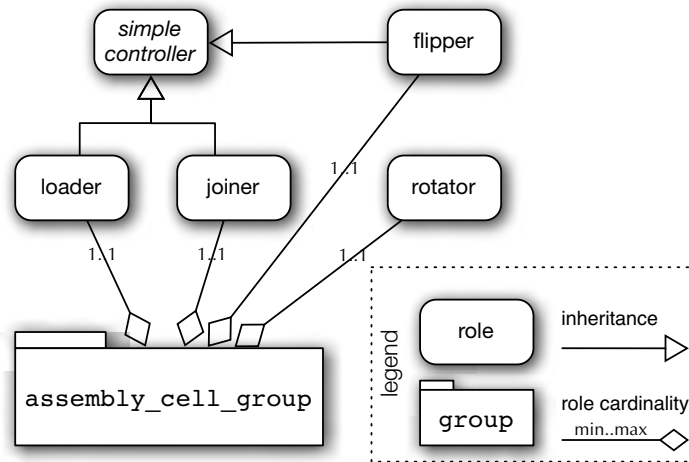 simple
controller
flipper
loader
joiner
rotator
1..1
1..1
1..1
1..1
assembly_cell_group
legend
role
inheritance
group
role cardinality
min..max